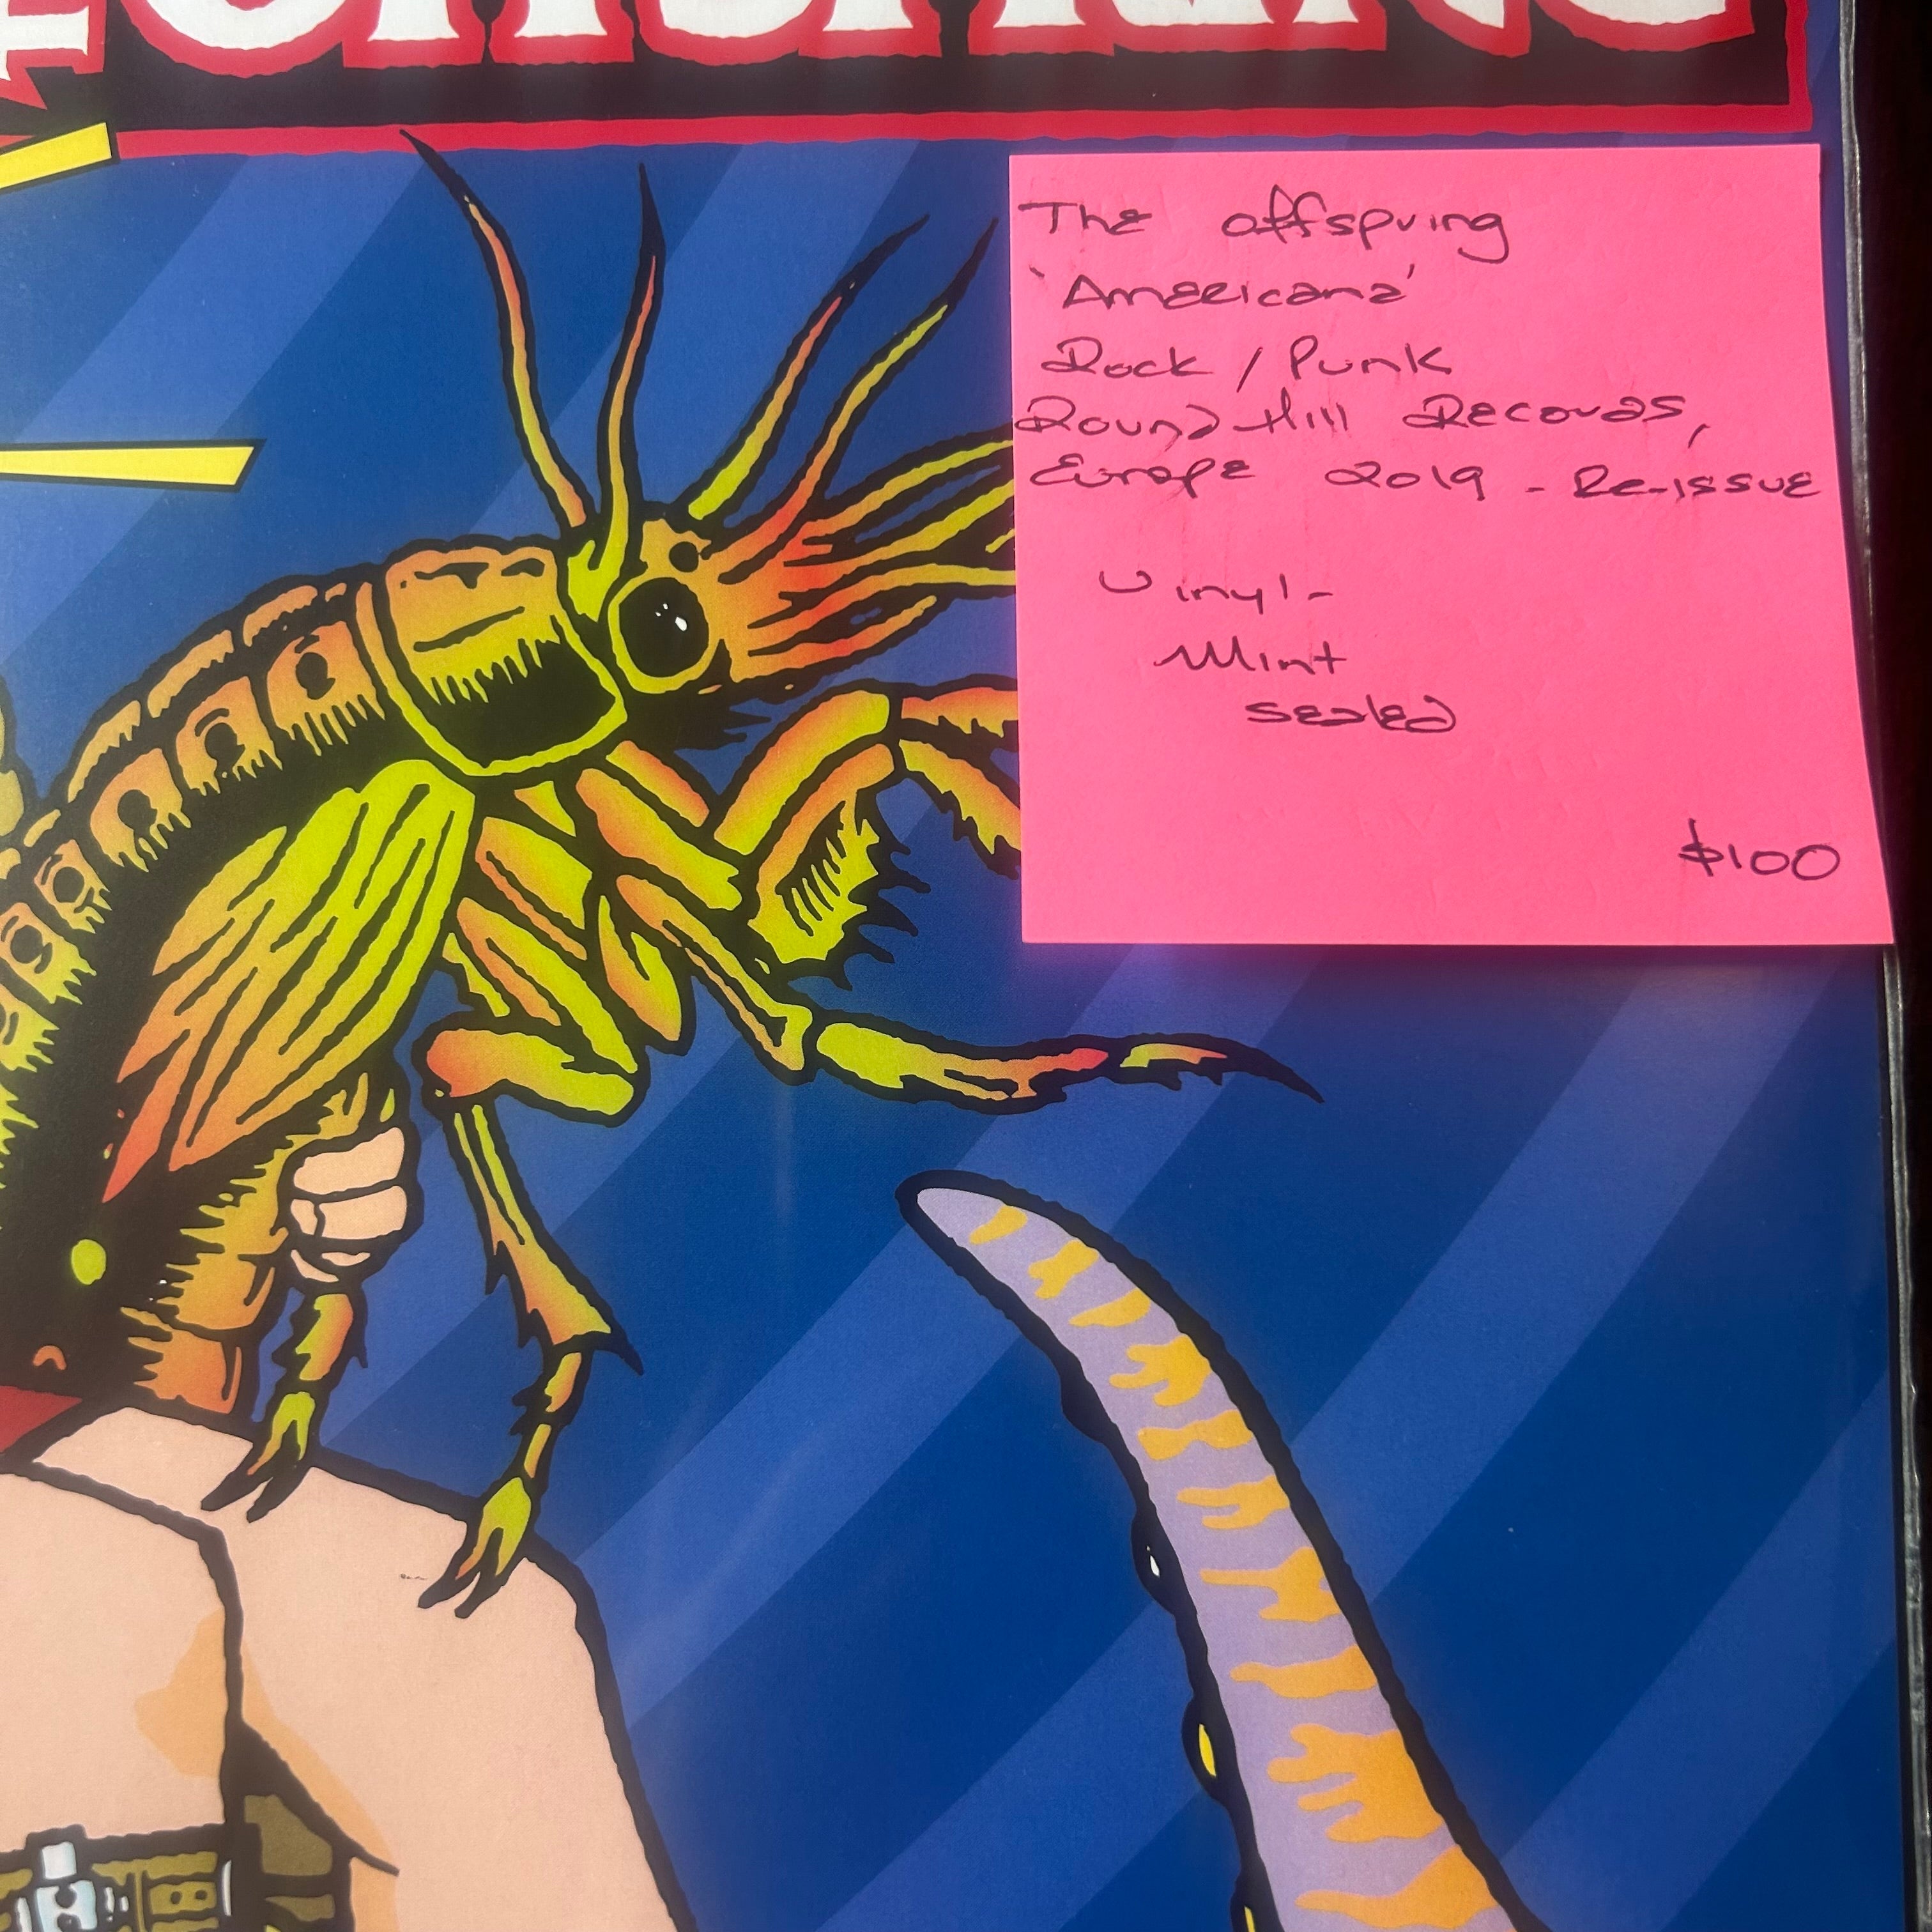 The offspring
'Americana'
Rock / Punk
Round Hill Records,
Europe 2019 - Re-issue
Vinyl -
Mint
sealed
$100